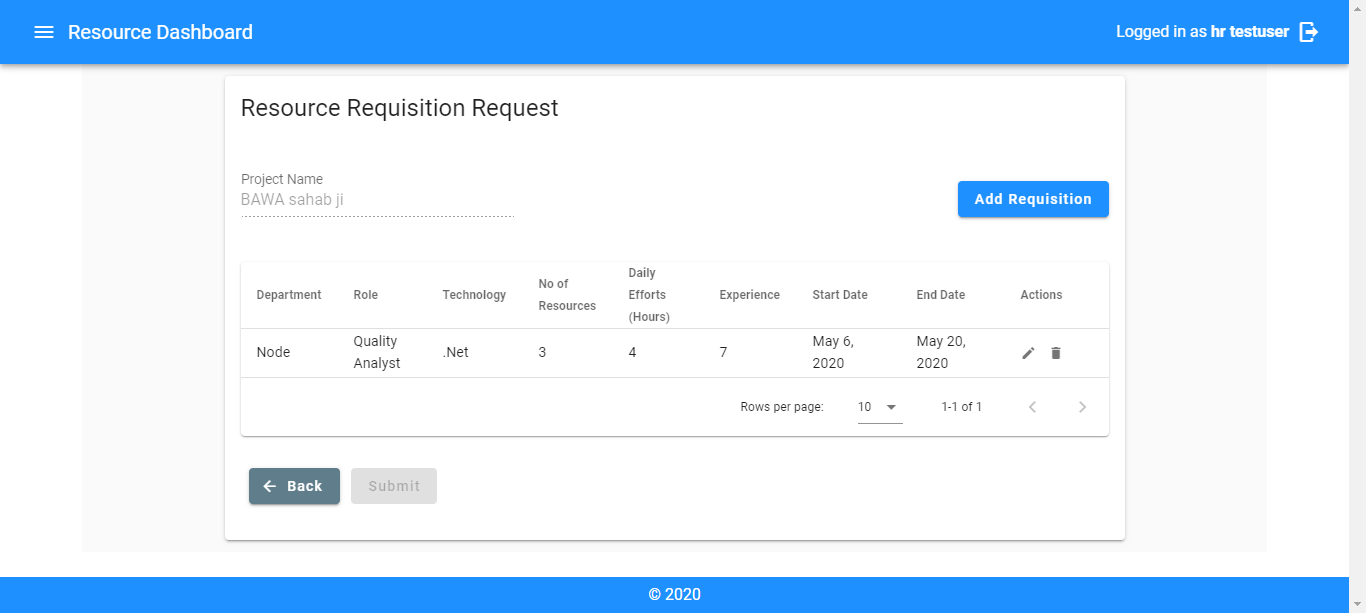 Resource Dashboard
Logged in as hr testuser
Resource Requisition Request
Project Name
BAWA sahab ji
Add Requisition
Department Role Technology No of Resources Daily Efforts (Hours) Experience Start Date End Date Actions
Node Quality Analyst .Net 3 4 7 May 6, 2020 May 20, 2020
Rows per page: 10 1-1 of 1
Back Submit
© 2020